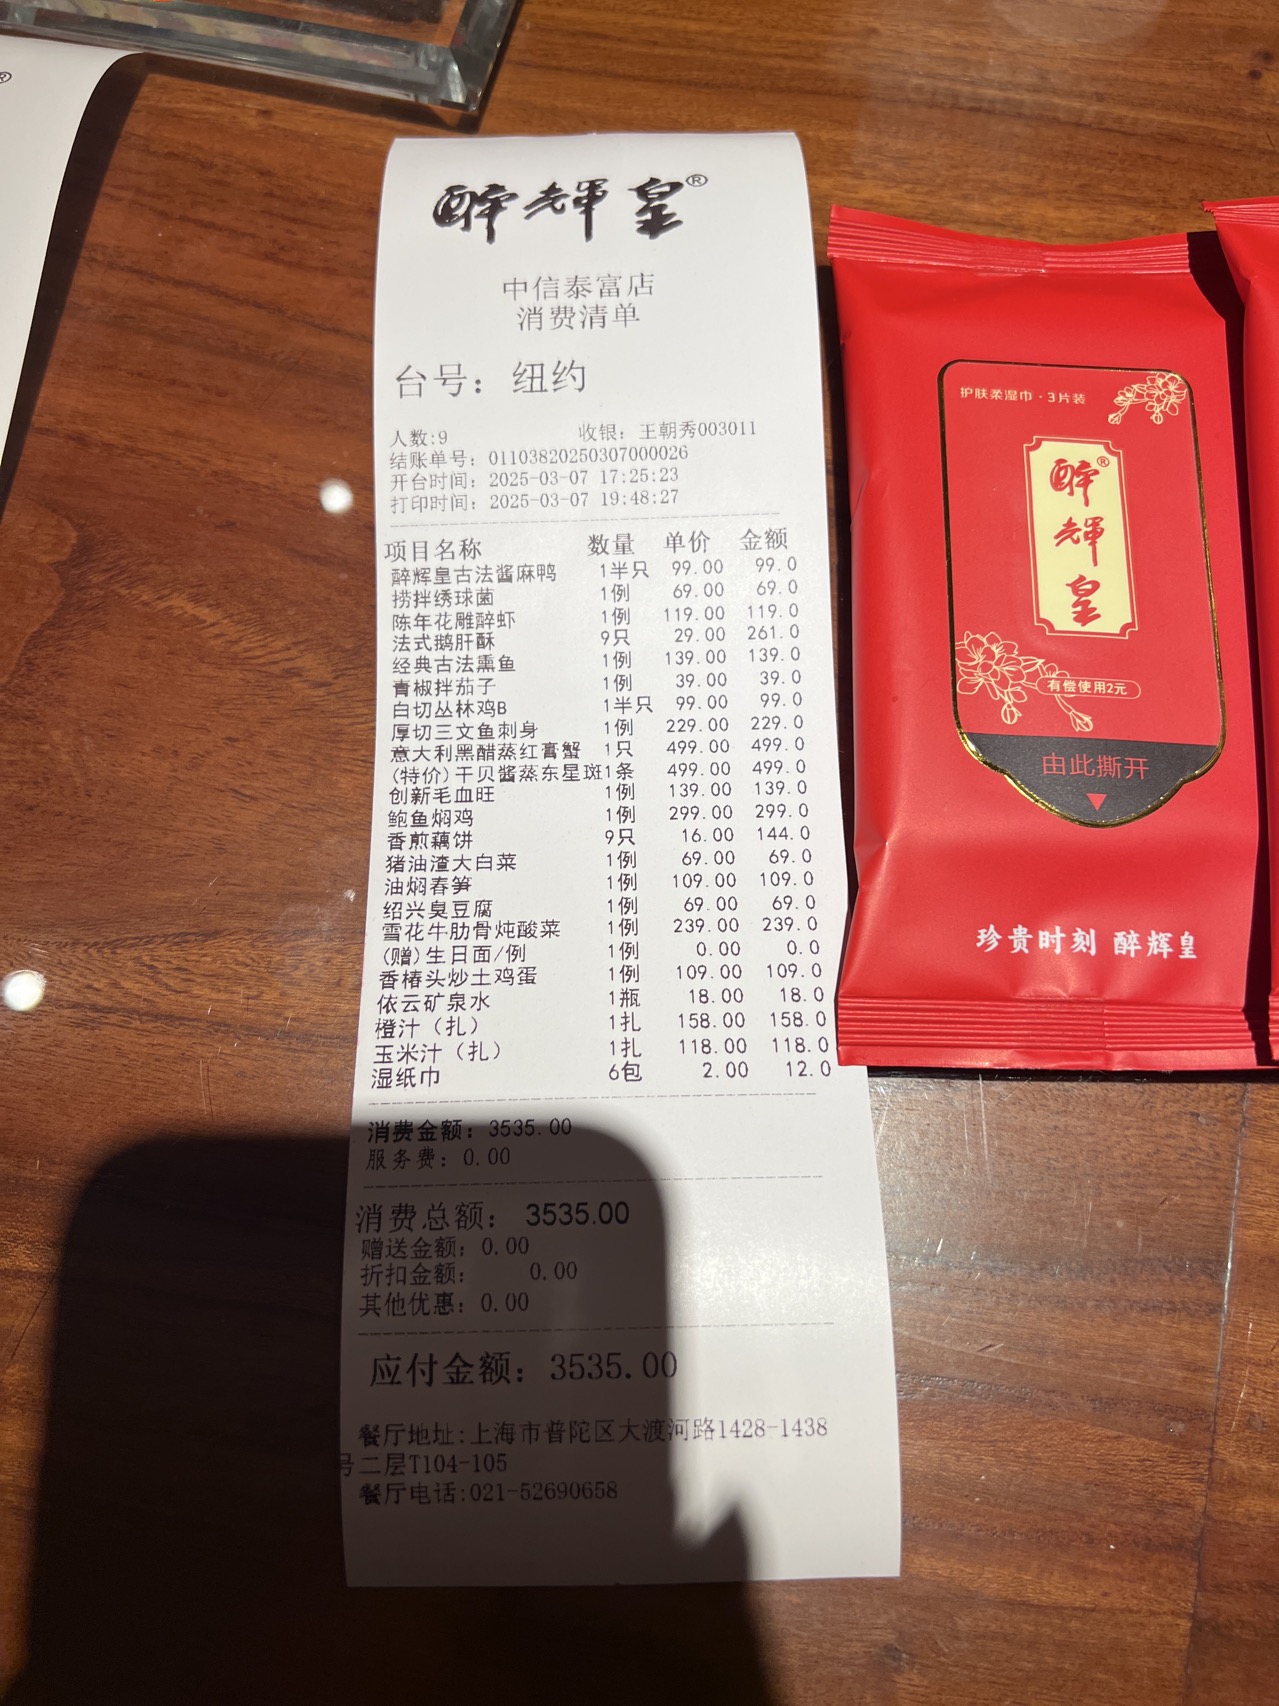 醉辉皇®
中信泰富店
消费清单
台号：纽约
人数:9 收银：王朝秀003011
结账单号：01103820250307000026
开台时间：2025-03-07 17:25:23
打印时间：2025-03-07 19:48:27
项目名称 数量 单价 金额
醉辉皇古法酱麻鸭 1半只 99.00 99.0
捞拌绣球菌 1例 69.00 69.0
陈年花雕醉虾 1例 119.00 119.0
法式鹅肝酥 9只 29.00 261.0
经典古法熏鱼 1例 139.00 139.0
青椒拌茄子 1例 39.00 39.0
白切丛林鸡B 1半只 99.00 99.0
厚切三文鱼刺身 1例 229.00 229.0
意大利黑醋蒸红膏蟹 1只 499.00 499.0
(特价)干贝酱蒸东星斑1条 499.00 499.0
创新毛血旺 1例 139.00 139.0
鲍鱼焖鸡 1例 299.00 299.0
香煎藕饼 9只 16.00 144.0
猪油渣大白菜 1例 69.00 69.0
油焖春笋 1例 109.00 109.0
绍兴臭豆腐 1例 69.00 69.0
雪花牛肋骨炖酸菜 1例 239.00 239.0
(赠)生日面/例 1例 0.00 0.0
香椿头炒土鸡蛋 1例 109.00 109.0
依云矿泉水 1瓶 18.00 18.0
橙汁（扎） 1扎 158.00 158.0
玉米汁（扎） 1扎 118.00 118.0
湿纸巾 6包 2.00 12.0
消费金额：3535.00
服务费：0.00
消费总额：3535.00
赠送金额：0.00
折扣金额： 0.00
其他优惠：0.00
应付金额：3535.00
餐厅地址:上海市普陀区大渡河路1428-1438
号二层T104-105
餐厅电话:021-52690658
护肤柔湿巾·3片装
醉輝皇®
有偿使用2元
由此撕开
珍贵时刻 醉辉皇
®